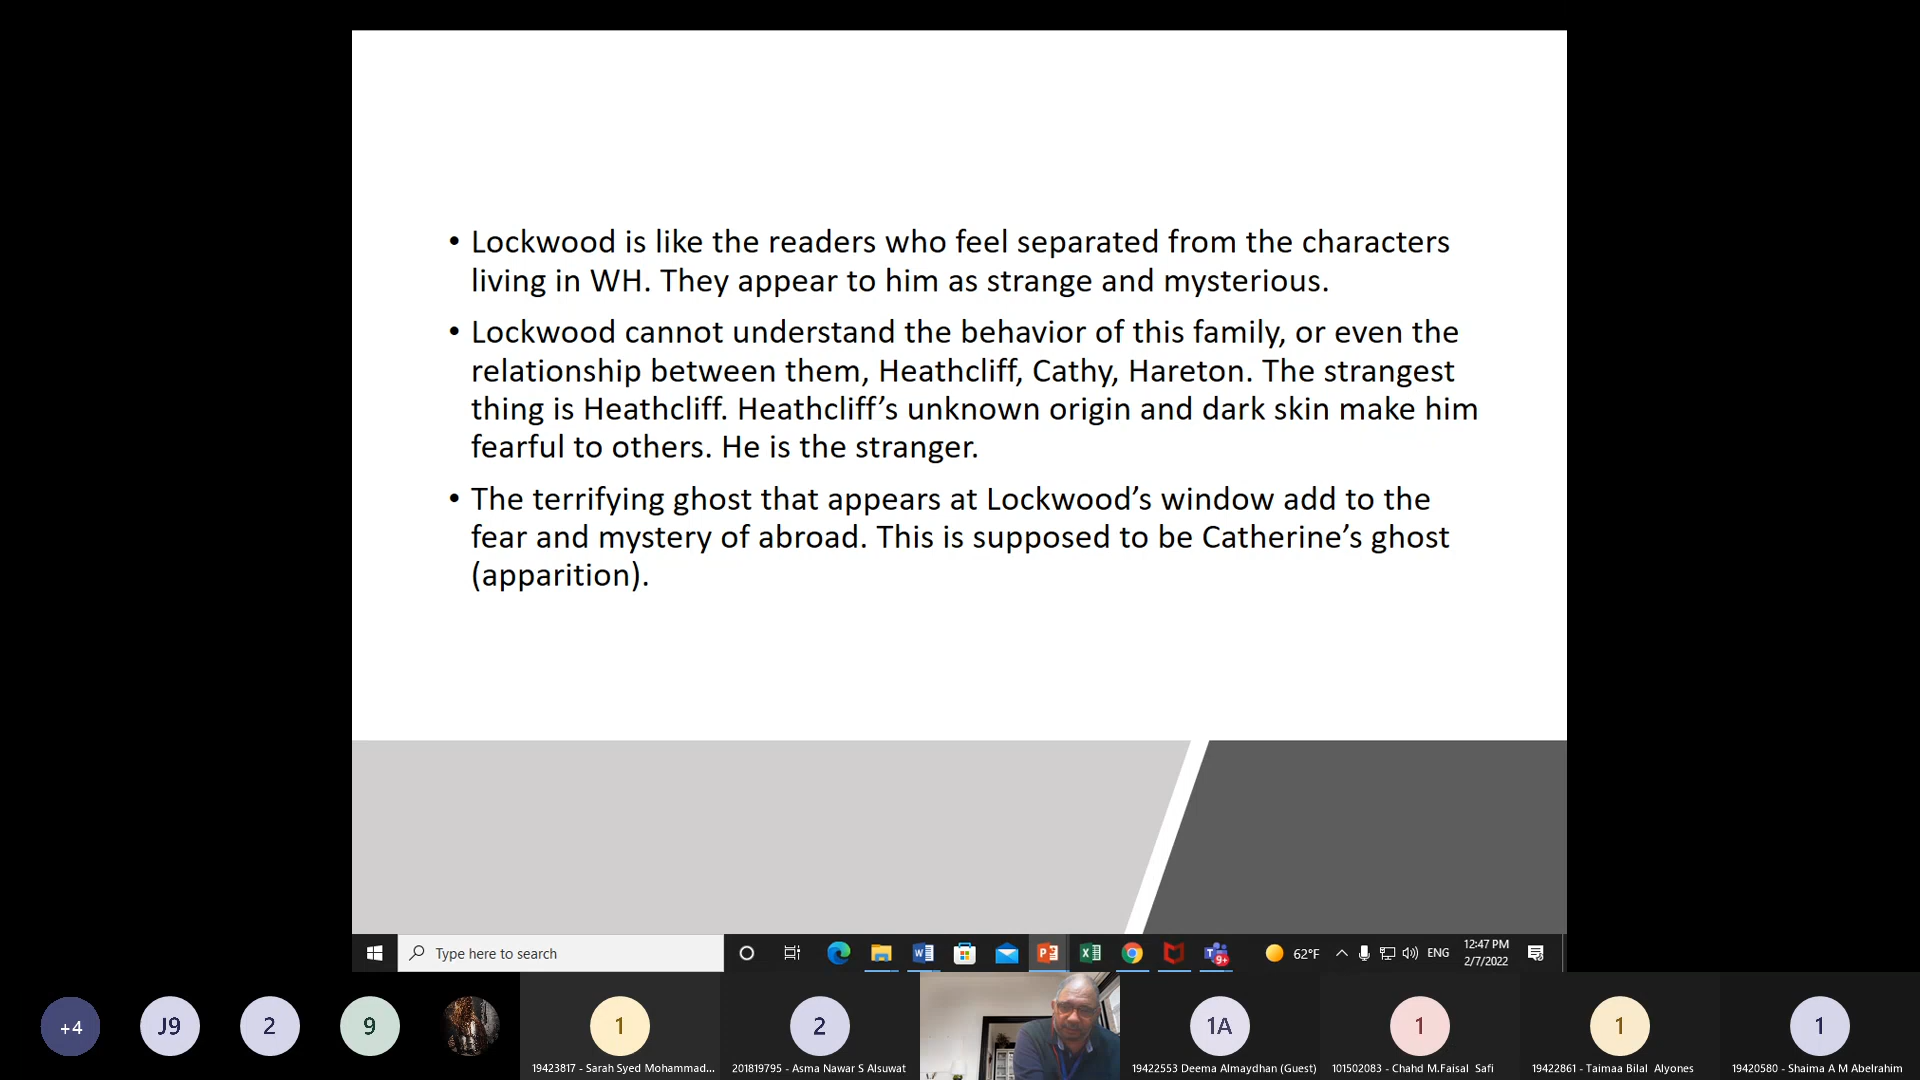 • Lockwood is like the readers who feel separated from the characters
living in WH. They appear to him as strange and mysterious.
• Lockwood cannot understand the behavior of this family, or even the
relationship between them, Heathcliff, Cathy, Hareton. The strangest
thing is Heathcliff. Heathcliff’s unknown origin and dark skin make him
fearful to others. He is the stranger.
• The terrifying ghost that appears at Lockwood’s window add to the
fear and mystery of abroad. This is supposed to be Catherine’s ghost
(apparition).
Type here to search
9+
62°F
ENG
12:47 PM
2/7/2022
+4
J9
2
9
1
2
1A
1
1
1
19423817 - Sarah Syed Mohammad...
201819795 - Asma Nawar S Alsuwat
19422553 Deema Almaydhan (Guest)
101502083 - Chahd M.Faisal Safi
19422861 - Taimaa Bilal Alyones
19420580 - Shaima A M Abelrahim